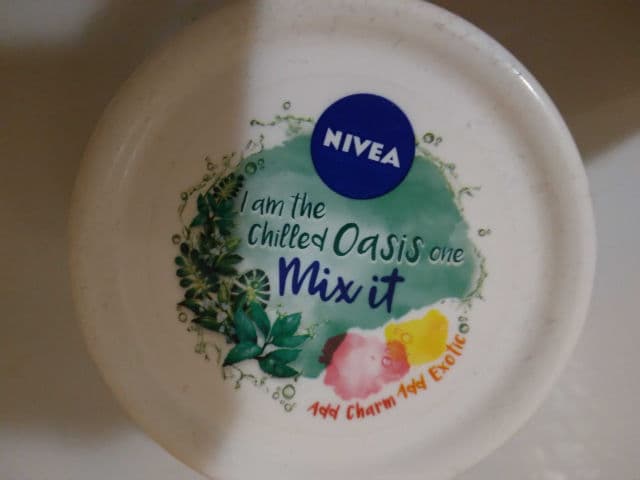 NIVEA
I am the
Chilled Oasis one
Mix it
Add Charm Add Exotic